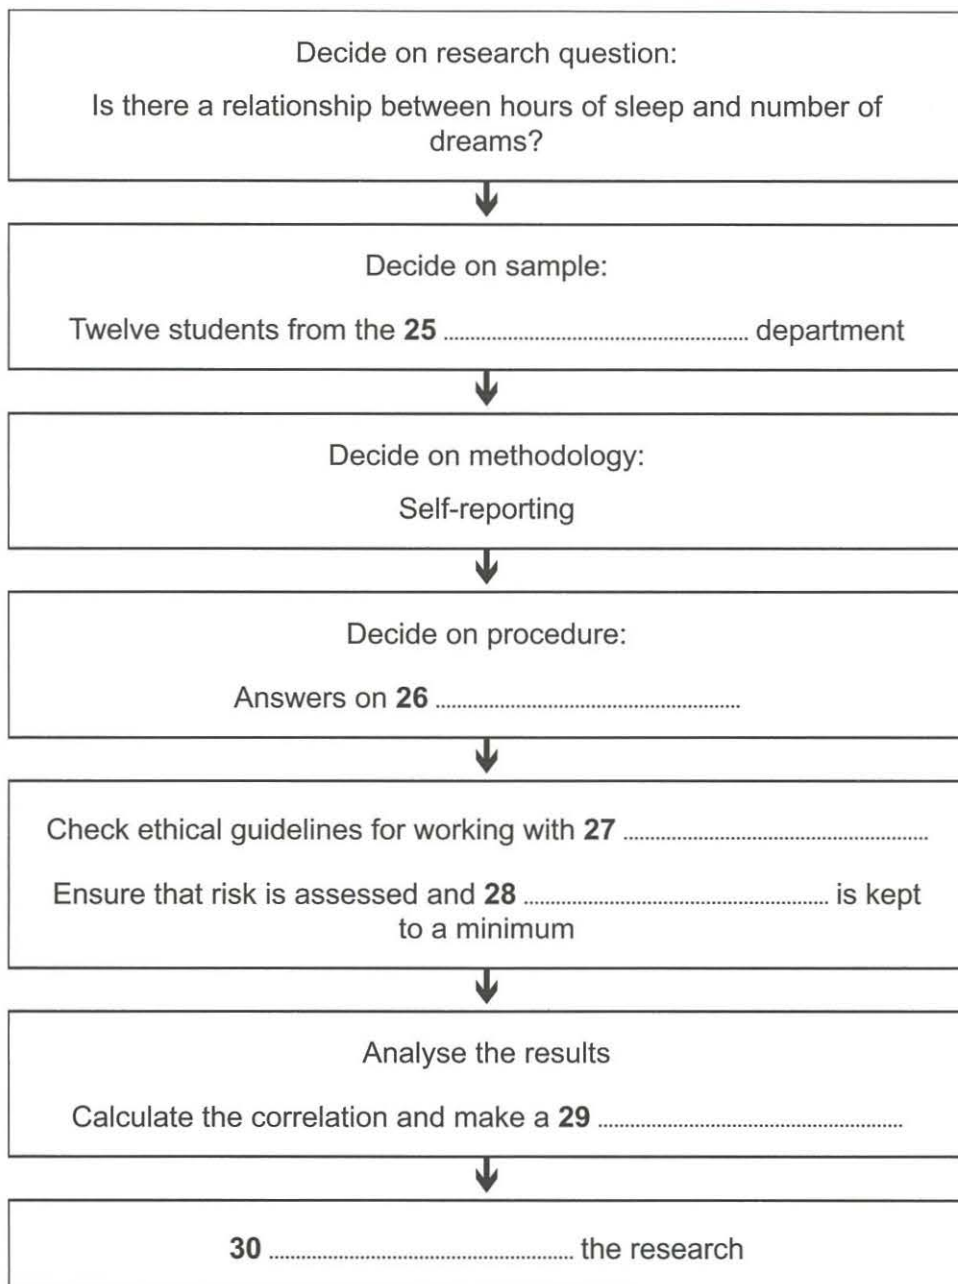 Decide on research question:
Is there a relationship between hours of sleep and number of
dreams?
Decide on sample:
Twelve students from the 25 .................................................... department
Decide on methodology:
Self-reporting
Decide on procedure:
Answers on 26 ....................................................
Check ethical guidelines for working with 27 ....................................................
Ensure that risk is assessed and 28 .................................................... is kept
to a minimum
Analyse the results
Calculate the correlation and make a 29 ....................................................
30 .................................................... the research